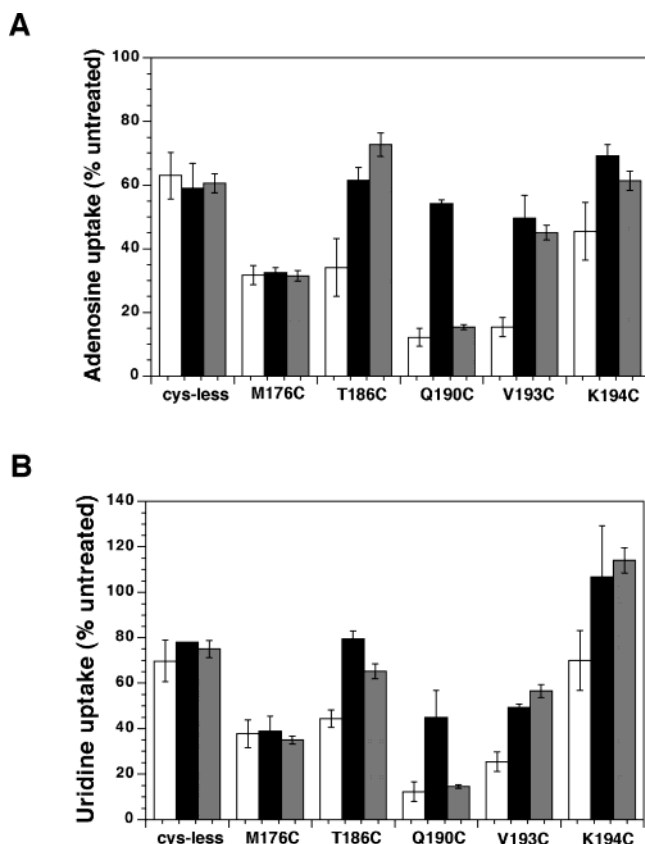 A
Adenosine uptake (% untreated)
100
80
60
40
20
0
cys-less M176C T186C Q190C V193C K194C
B
Uridine uptake (% untreated)
140
120
100
80
60
40
20
0
cys-less M176C T186C Q190C V193C K194C